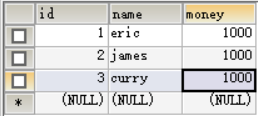 id name money
1 eric 1000
2 james 1000
3 curry 1000
* (NULL) (NULL) (NULL)